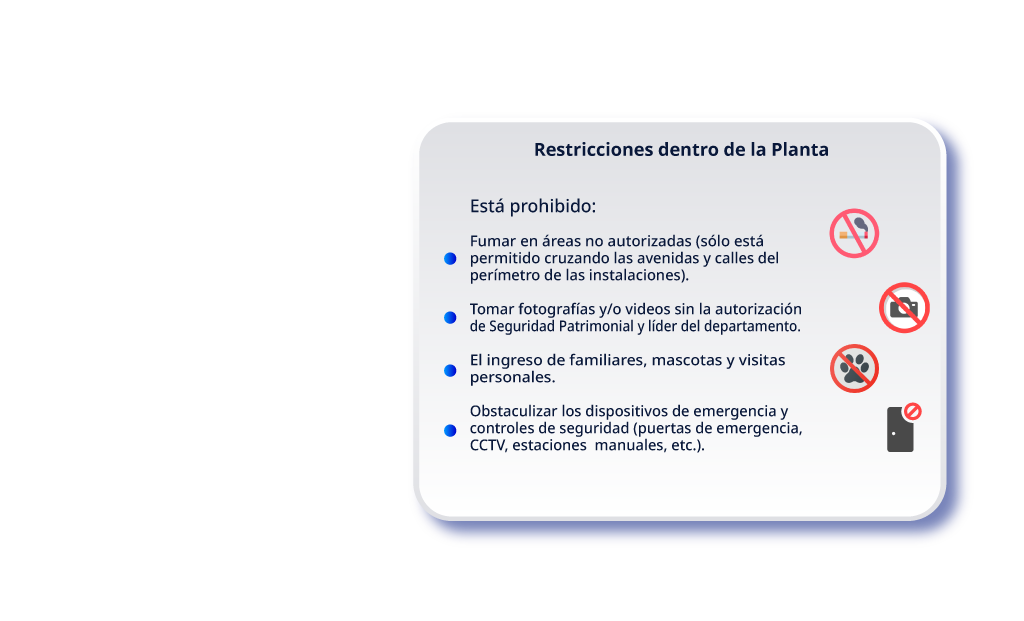 Restricciones dentro de la Planta
Está prohibido:
Fumar en áreas no autorizadas (sólo está
permitido cruzando las avenidas y calles del
perímetro de las instalaciones).
Tomar fotografías y/o videos sin la autorización
de Seguridad Patrimonial y líder del departamento.
El ingreso de familiares, mascotas y visitas
personales.
Obstaculizar los dispositivos de emergencia y
controles de seguridad (puertas de emergencia,
CCTV, estaciones  manuales, etc.).